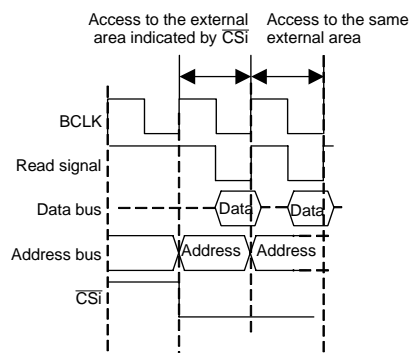 Access to the external
area indicated by CSi
Access to the same
external area
BCLK
Read signal
Data bus
Data
Data
Address bus
Address
Address
CSi